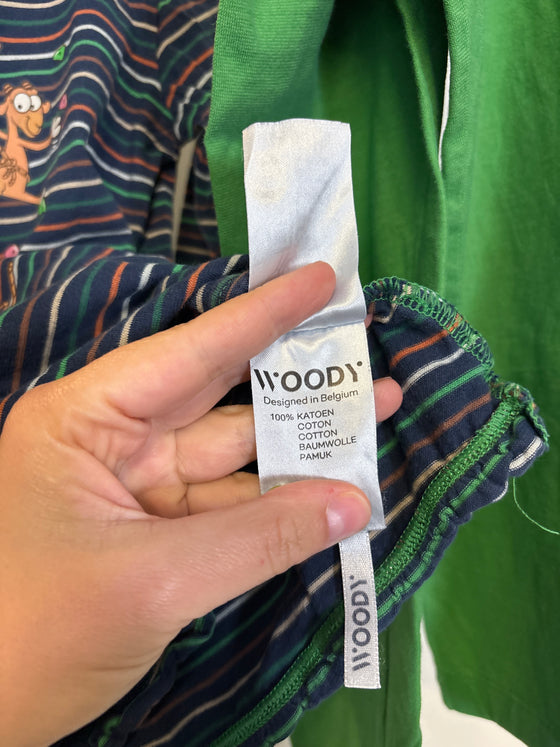 WOODY
Designed in Belgium
100% KATOEN
COTON
COTTON
BAUMWOLLE
PAMUK
WOODY